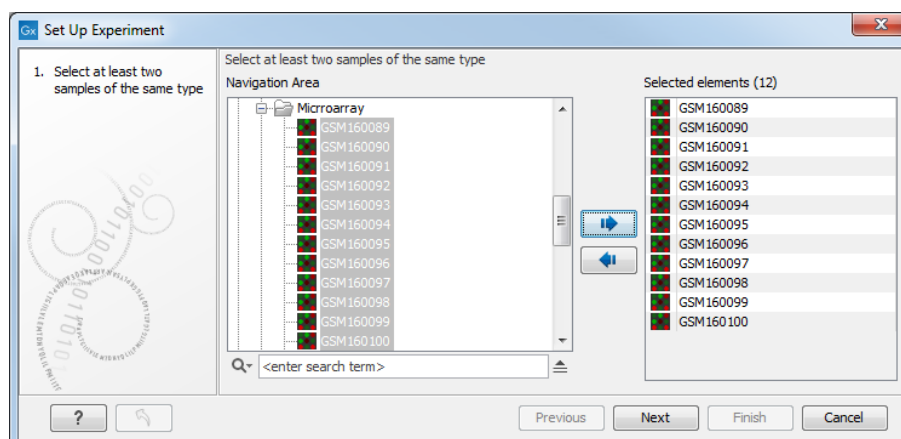 Gx Set Up Experiment
1. Select at least two
samples of the same type
Select at least two samples of the same type
Navigation Area
Micrroarray
GSM160089
GSM160090
GSM160091
GSM160092
GSM160093
GSM160094
GSM160095
GSM160096
GSM160097
GSM160098
GSM160099
GSM160100
<enter search term>
Selected elements (12)
GSM160089
GSM160090
GSM160091
GSM160092
GSM160093
GSM160094
GSM160095
GSM160096
GSM160097
GSM160098
GSM160099
GSM160100
?
Previous
Next
Finish
Cancel